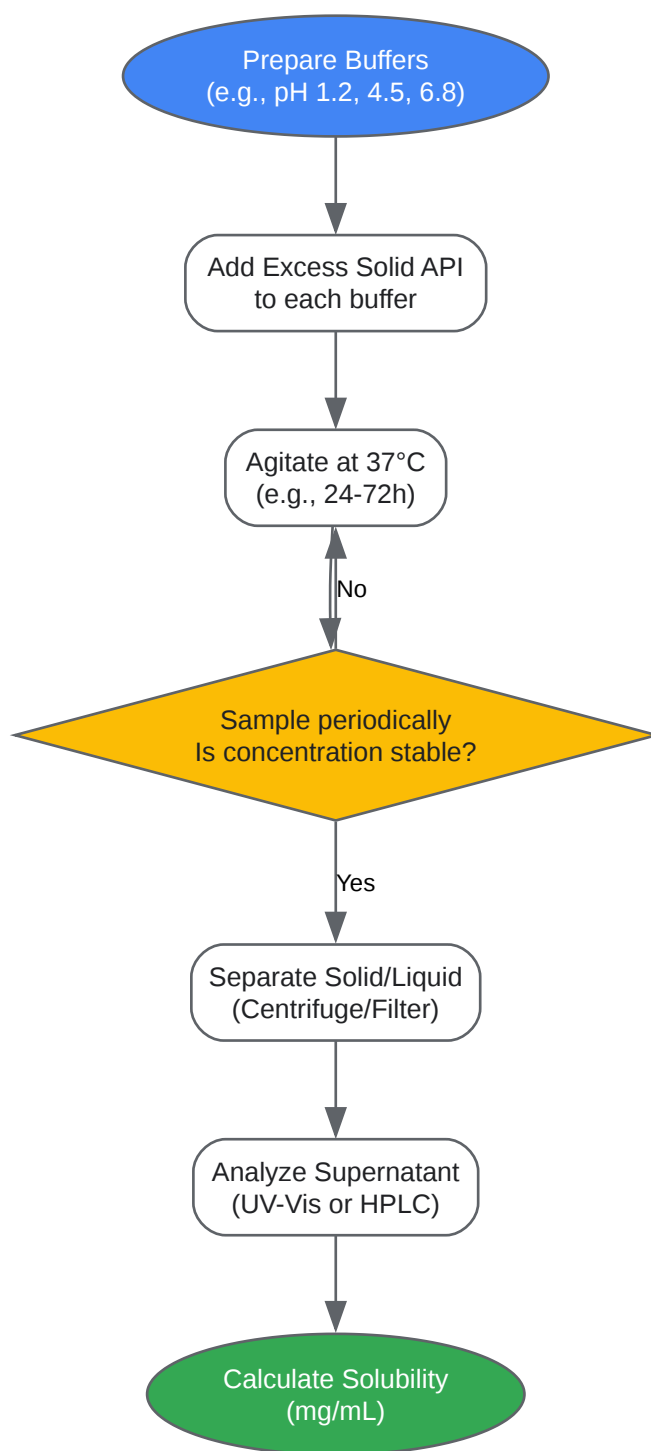 Prepare Buffers
(e.g., pH 1.2, 4.5, 6.8)
Add Excess Solid API
to each buffer
Agitate at 37°C
(e.g., 24-72h)
No
Sample periodically
Is concentration stable?
Yes
Separate Solid/Liquid
(Centrifuge/Filter)
Analyze Supernatant
(UV-Vis or HPLC)
Calculate Solubility
(mg/mL)